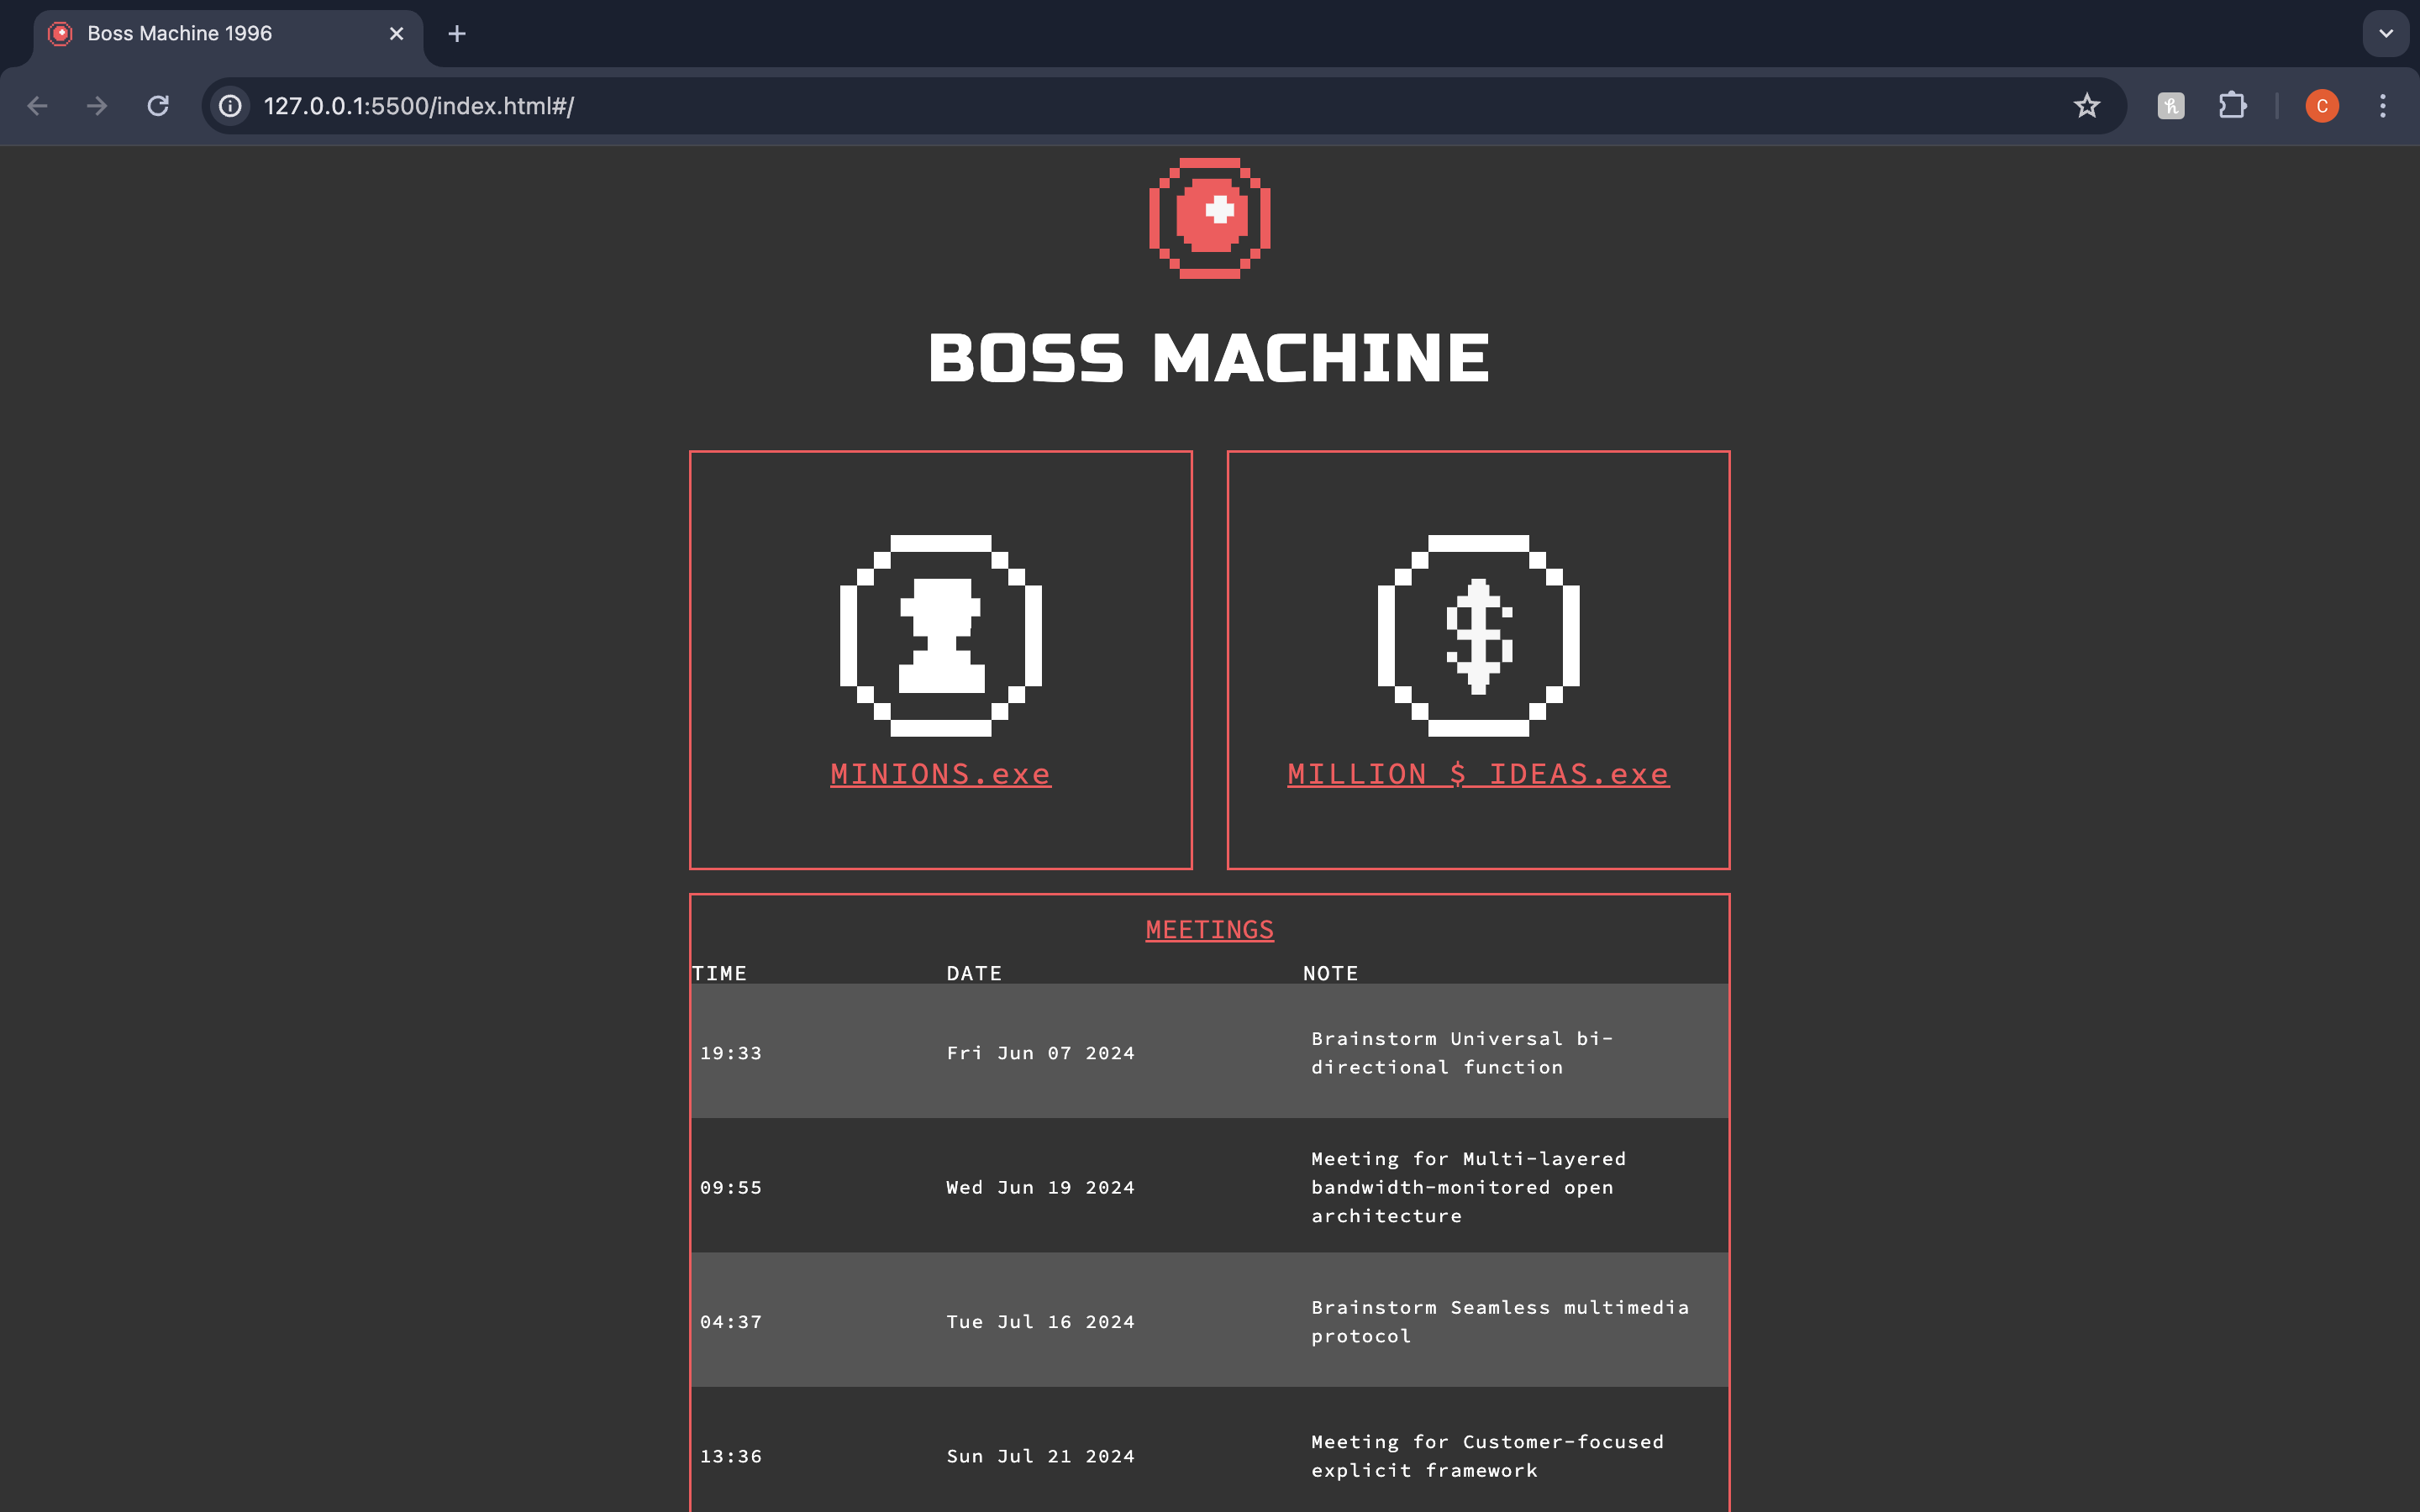 Boss Machine 1996
127.0.0.1:5500/index.html#/
C
BOSS MACHINE
MINIONS.exe
MILLION $ IDEAS.exe
MEETINGS
TIME DATE NOTE
19:33 Fri Jun 07 2024 Brainstorm Universal bi-
directional function
09:55 Wed Jun 19 2024 Meeting for Multi-layered
bandwidth-monitored open
architecture
04:37 Tue Jul 16 2024 Brainstorm Seamless multimedia
protocol
13:36 Sun Jul 21 2024 Meeting for Customer-focused
explicit framework